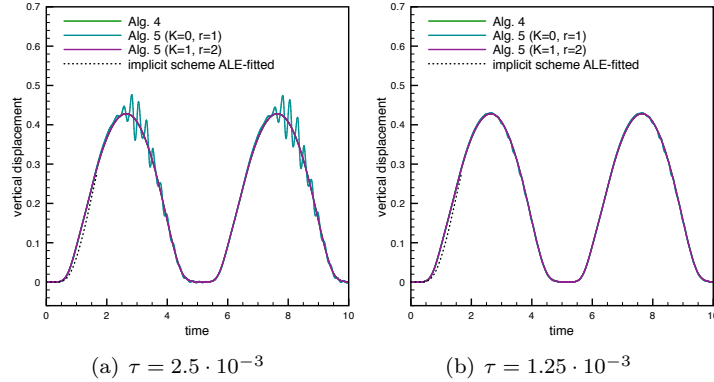 0.7
0.6
0.5
0.4
0.3
0.2
0.1
0
vertical displacement
Alg. 4
Alg. 5 (K=0, r=1)
Alg. 5 (K=1, r=2)
implicit scheme ALE-fitted
0 2 4 6 8 10
time
(a) τ = 2.5 · 10⁻³
0.7
0.6
0.5
0.4
0.3
0.2
0.1
0
vertical displacement
Alg. 4
Alg. 5 (K=0, r=1)
Alg. 5 (K=1, r=2)
implicit scheme ALE-fitted
0 2 4 6 8 10
time
(b) τ = 1.25 · 10⁻³